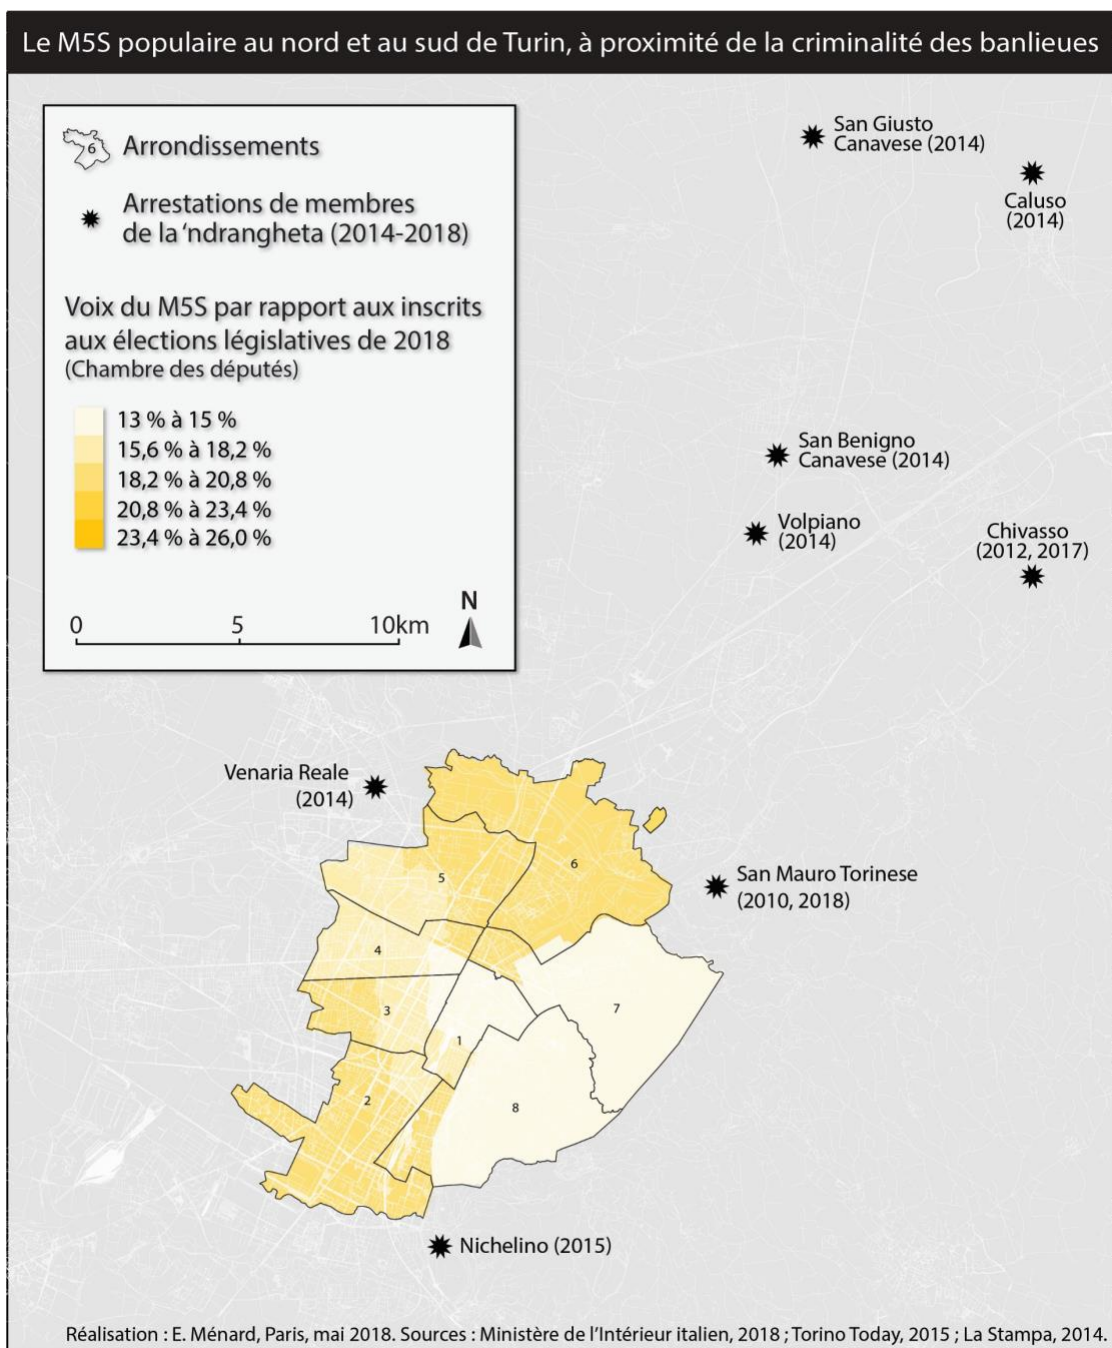 Le M5S populaire au nord et au sud de Turin, à proximité de la criminalité des banlieues
6 Arrondissements
Arrestations de membres
de la ‘ndrangheta (2014-2018)
Voix du M5S par rapport aux inscrits
aux élections législatives de 2018
(Chambre des députés)
13 % à 15 %
15,6 % à 18,2 %
18,2 % à 20,8 %
20,8 % à 23,4 %
23,4 % à 26,0 %
N
0 5 10km
San Giusto
Canavese (2014)
Caluso
(2014)
San Benigno
Canavese (2014)
Volpiano
(2014)
Chivasso
(2012, 2017)
Venaria Reale
(2014)
San Mauro Torinese
(2010, 2018)
6
5
4
3
7
1
2
8
Nichelino (2015)
Réalisation : E. Ménard, Paris, mai 2018. Sources : Ministère de l’Intérieur italien, 2018 ; Torino Today, 2015 ; La Stampa, 2014.